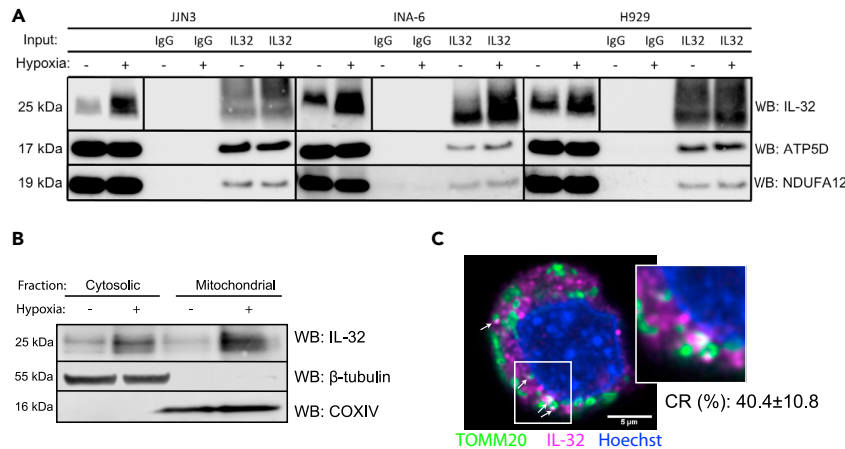 A
JJN3 INA-6 H929
Input: IgG IgG IL32 IL32 IgG IgG IL32 IL32 IgG IgG IL32 IL32
Hypoxia: - + - + - + - + - + - + - + - + - +
25 kDa WB: IL-32
17 kDa WB: ATP5D
19 kDa WB: NDUFA12
B
Fraction: Cytosolic Mitochondrial
Hypoxia: - + - +
25 kDa WB: IL-32
55 kDa WB: β-tubulin
16 kDa WB: COXIV
C
5 µm
CR (%): 40.4±10.8
TOMM20 IL-32 Hoechst